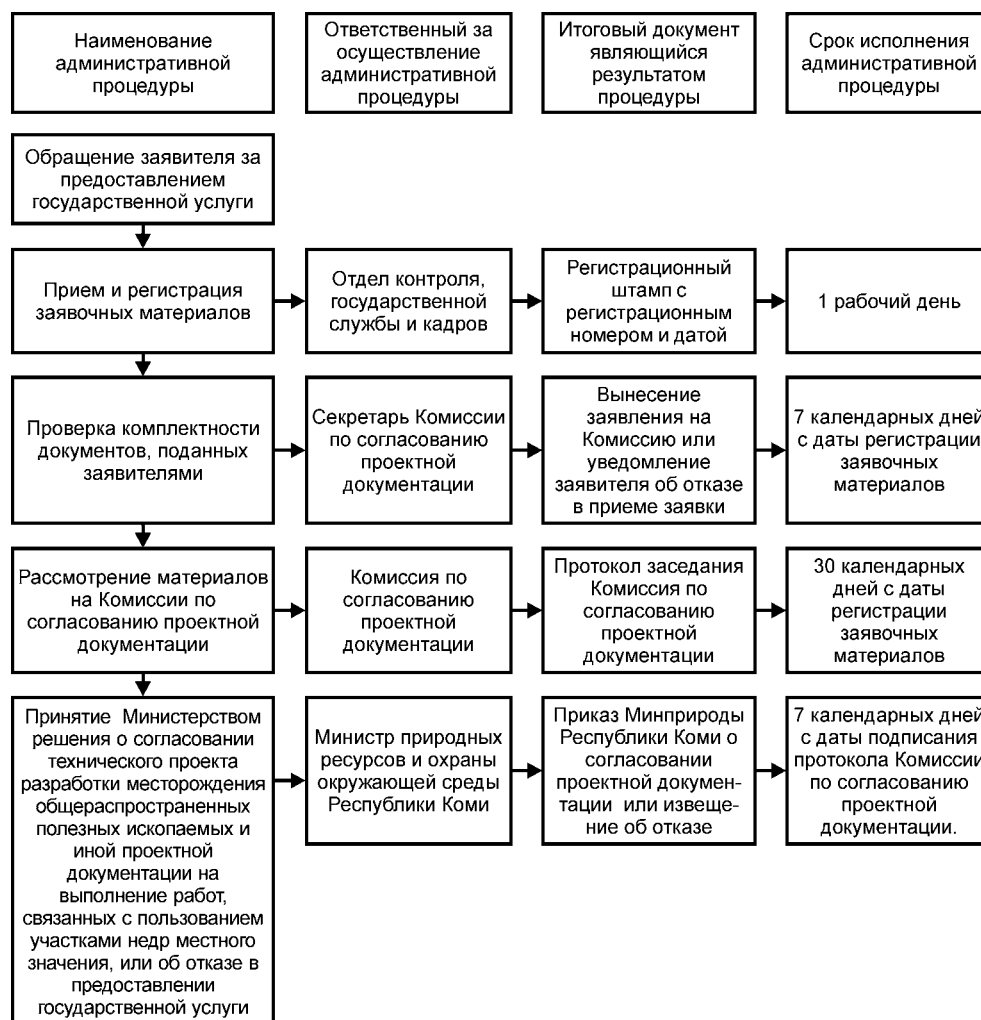 Наименование
административной
процедуры
Ответственный за
осуществление
административной
процедуры
Итоговый документ
являющийся
результатом
процедуры
Срок исполнения
административной
процедуры
Обращение заявителя за
предоставлением
государственной услуги
Прием и регистрация
заявочных материалов
Отдел контроля,
государственной
службы и кадров
Регистрационный
штамп с
регистрационным
номером и датой
1 рабочий день
Проверка комплектности
документов, поданных
заявителями
Секретарь Комиссии
по согласованию
проектной
документации
Вынесение
заявления на
Комиссию или
уведомление
заявителя об отказе
в приеме заявки
7 календарных дней
с даты регистрации
заявочных
материалов
Рассмотрение материалов
на Комиссии по
согласованию проектной
документации
Комиссия по
согласованию
проектной
документации
Протокол заседания
Комиссия по
согласованию
проектной
документации
30 календарных
дней с даты
регистрации
заявочных
материалов
Принятие Министерством
решения о согласовании
технического проекта
разработки месторождения
общераспространенных
полезных ископаемых и
иной проектной
документации на
выполнение работ,
связанных с пользованием
участками недр местного
значения, или об отказе в
предоставлении
государственной услуги
Министр природных
ресурсов и охраны
окружающей среды
Республики Коми
Приказ Минприроды
Республики Коми о
согласовании
проектной докумен-
тации или извеще-
ние об отказе
7 календарных дней
с даты подписания
протокола Комиссии
по согласованию
проектной
документации.